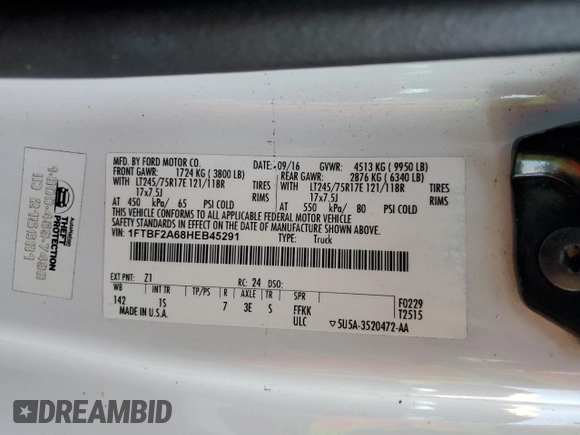 MFD. BY FORD MOTOR CO.
DATE: 09/16 GVWR: 4513 KG ( 9950 LB)
FRONT GAWR: 1724 KG ( 3800 LB) REAR GAWR: 2876 KG ( 6340 LB)
WITH LT245/75R17E 121/118R TIRES WITH LT245/75R17E 121/118R TIRES
17x7.5J RIMS 17x7.5J RIMS
AT 450 kPa/ 65 PSI COLD AT 550 kPa/ 80 PSI COLD
THIS VEHICLE CONFORMS TO ALL APPLICABLE FEDERAL MOTOR VEHICLE SAFETY STANDARDS
IN EFFECT ON THE DATE OF MANUFACTURE SHOWN ABOVE.
VIN: 1FTBF2A68HEB45291 TYPE: Truck
EXT PNT: Z1 RC: 24 DSO:
WB INT TR TP/PS R AXLE TR SPR
142 15 7 3E S FFKK
F0229
T2515
MADE IN U.S.A. ULC
5U5A-3520472-AA
THEFT
PROTECTION
DREAMBID